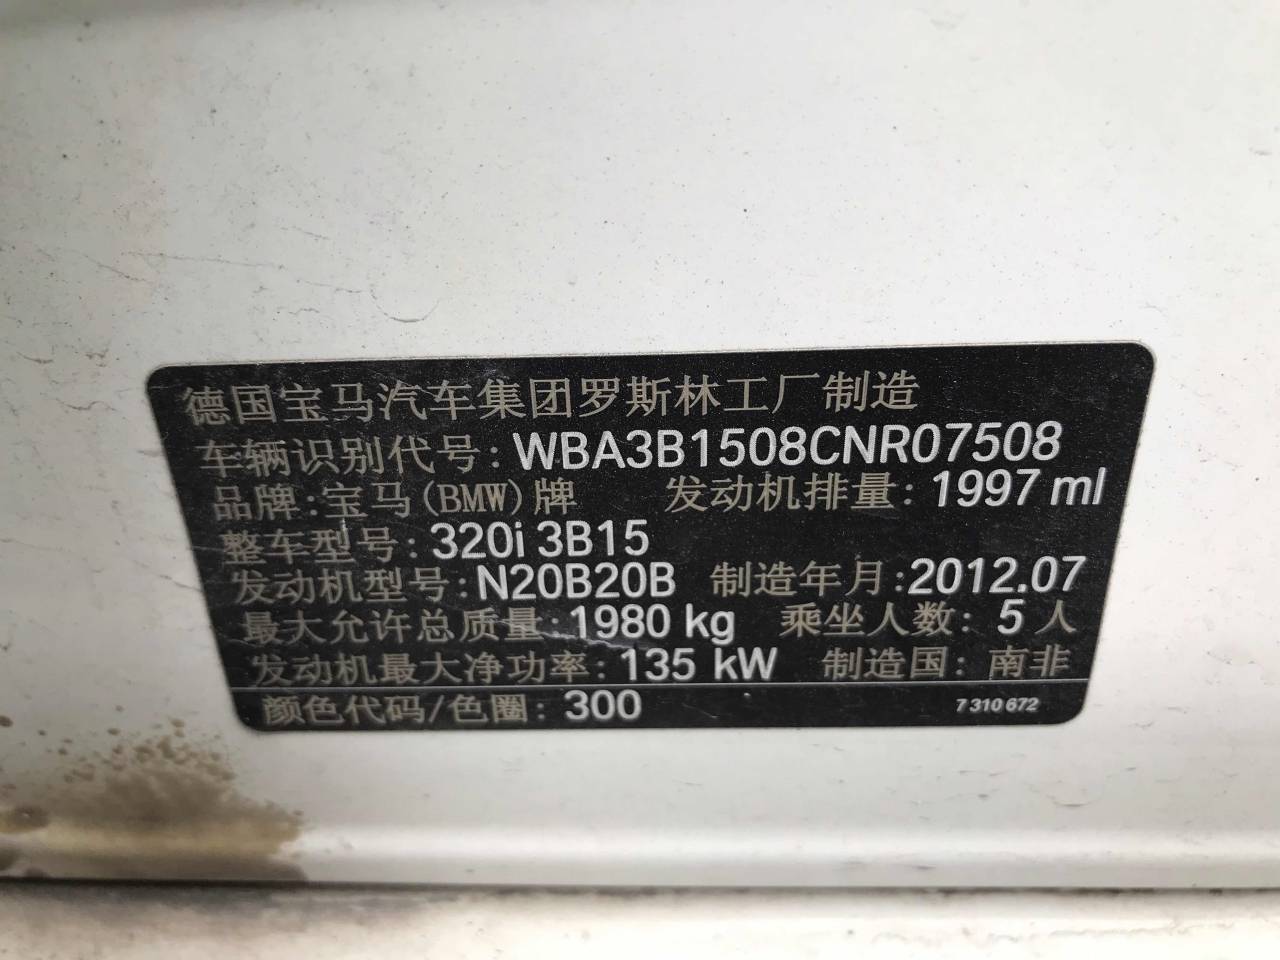 德国宝马汽车集团罗斯林工厂制造
车辆识别代号: WBA3B1508CNR07508
品牌:宝马(BMW)牌 发动机排量: 1997 ml
整车型号: 320i 3B15
发动机型号: N20B20B 制造年月:2012.07
最大允许总质量: 1980 kg 乘坐人数: 5 人
发动机最大净功率: 135 kW 制造国: 南非
颜色代码/色圈: 300 7 310 672